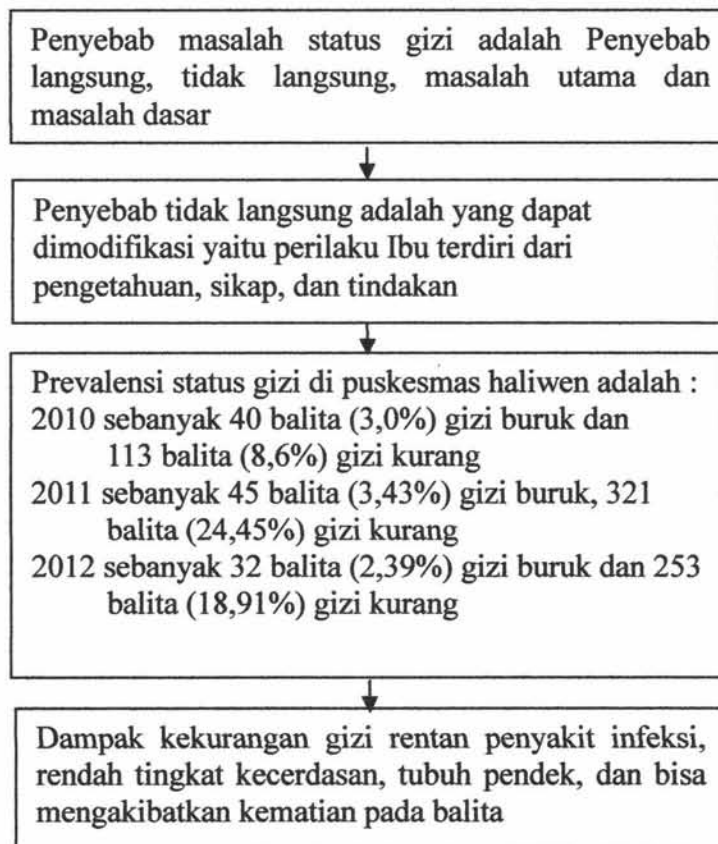 Penyebab masalah status gizi adalah Penyebab
langsung, tidak langsung, masalah utama dan
masalah dasar
Penyebab tidak langsung adalah yang dapat
dimodifikasi yaitu perilaku Ibu terdiri dari
pengetahuan, sikap, dan tindakan
Prevalensi status gizi di puskesmas haliwen adalah :
2010 sebanyak 40 balita (3,0%) gizi buruk dan
113 balita (8,6%) gizi kurang
2011 sebanyak 45 balita (3,43%) gizi buruk, 321
balita (24,45%) gizi kurang
2012 sebanyak 32 balita (2,39%) gizi buruk dan 253
balita (18,91%) gizi kurang
Dampak kekurangan gizi rentan penyakit infeksi,
rendah tingkat kecerdasan, tubuh pendek, dan bisa
mengakibatkan kematian pada balita